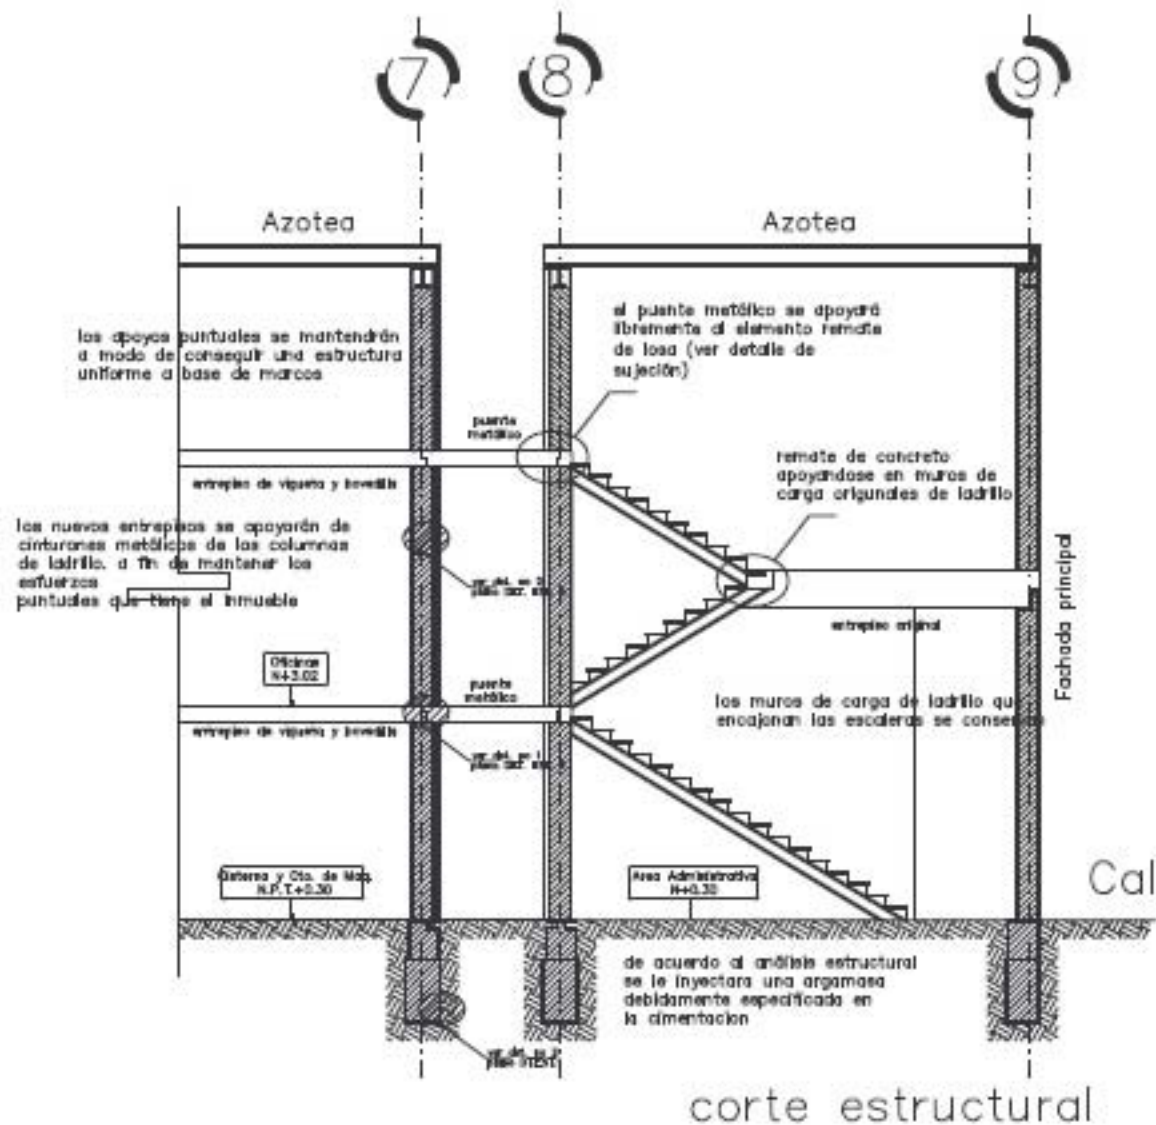 7
8
9
Azotea
Azotea
los apoyos puntuales se mantendrán
a modo de conseguir una estructura
uniforme a base de marcos
el puente metálico se apoyará
libremente al elemento remate
de losa (ver detalle de
sujeción)
puente
metálico
entrepiso de vigueta y bovedilla
remate de concreto
apoyandose en muros de
carga origunales de ladrillo
los nuevos entrepisos se apoyarán de
cinturones metálicos de las columnas
de ladrillo. a fin de mantener los
esfuerzos
puntuales que tiene el inmueble
entrepiso original
Fachada principal
Oficinas
N+3.02
puente
metálico
entrepiso de vigueta y bovedilla
los muros de carga de ladrillo que
encajonan las escaleras se
Cisterna y Cto. de Maq.
N.P.T.+0.30
Area Administrativa
N+0.30
Cal
de acuerdo al análisis estructural
se le inyectara una argamasa
debidamente especificada en
la cimentacion
corte estructural